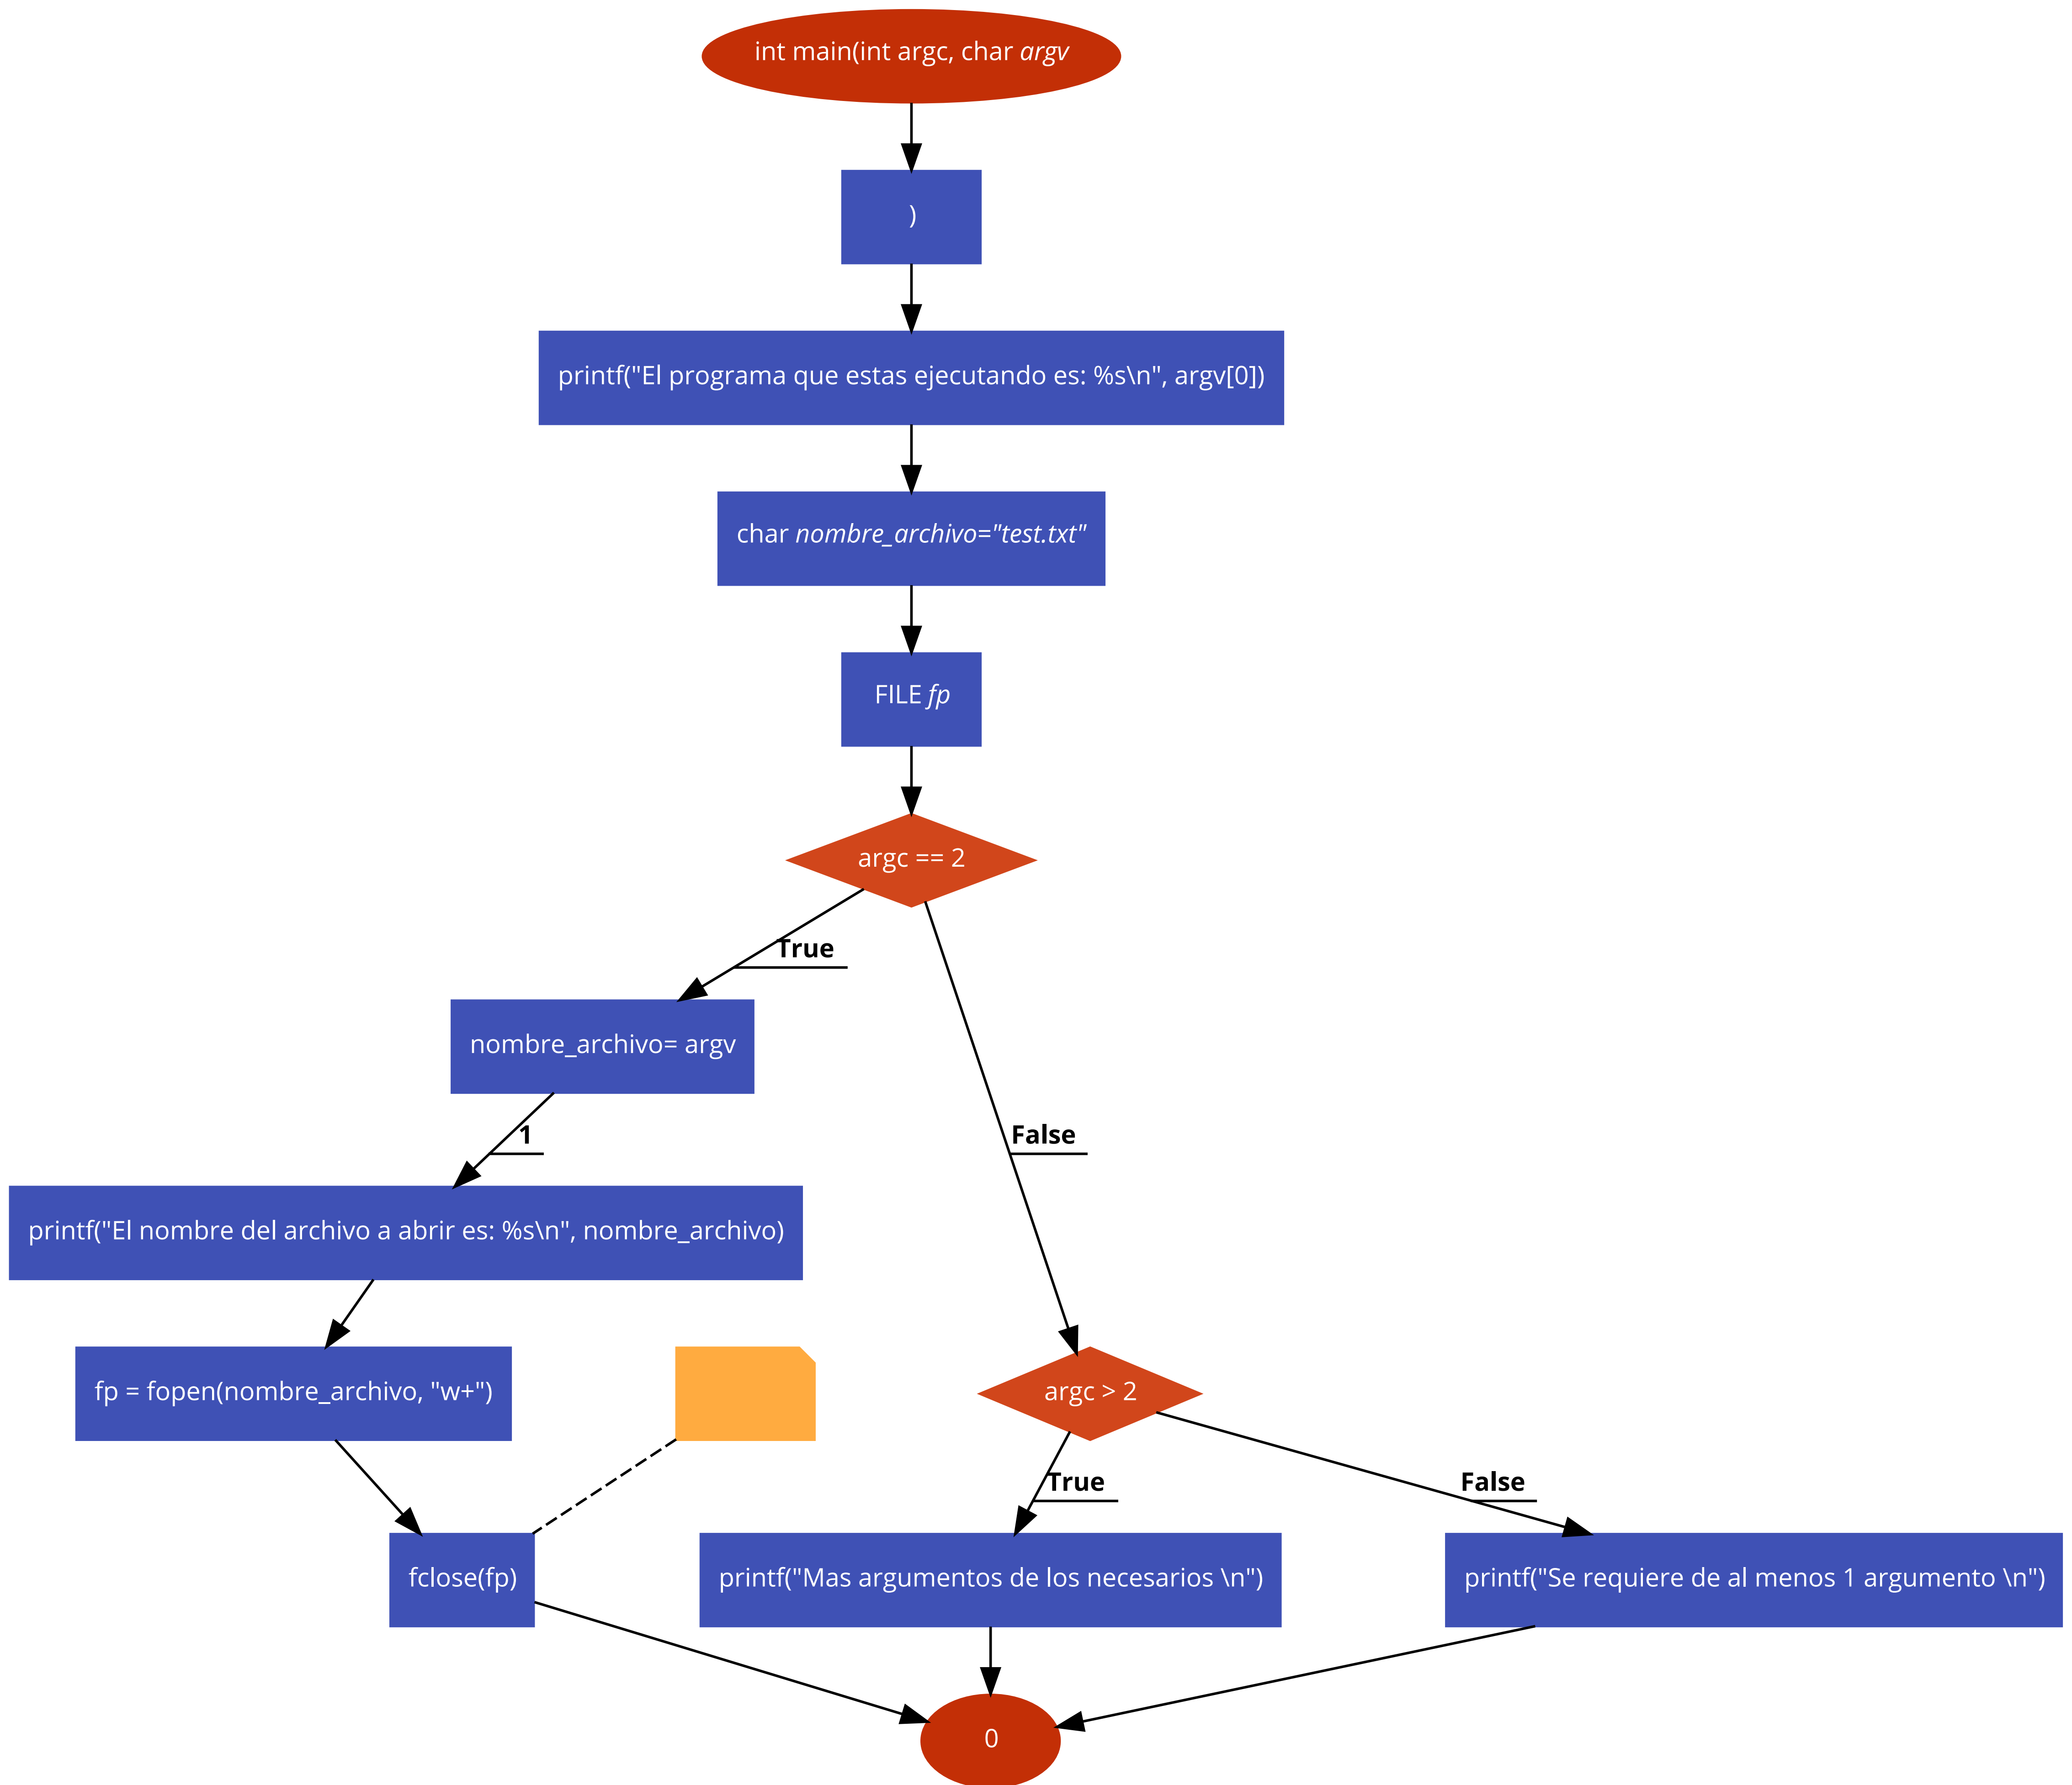 int main(int argc, char argv
)
printf("El programa que estas ejecutando es: %s\n", argv[0])
char nombre_archivo="test.txt"
FILE fp
argc == 2
True
nombre_archivo= argv
1
False
printf("El nombre del archivo a abrir es: %s\n", nombre_archivo)
fp = fopen(nombre_archivo, "w+")
argc > 2
True
False
fclose(fp)
printf("Mas argumentos de los necesarios \n")
printf("Se requiere de al menos 1 argumento \n")
0